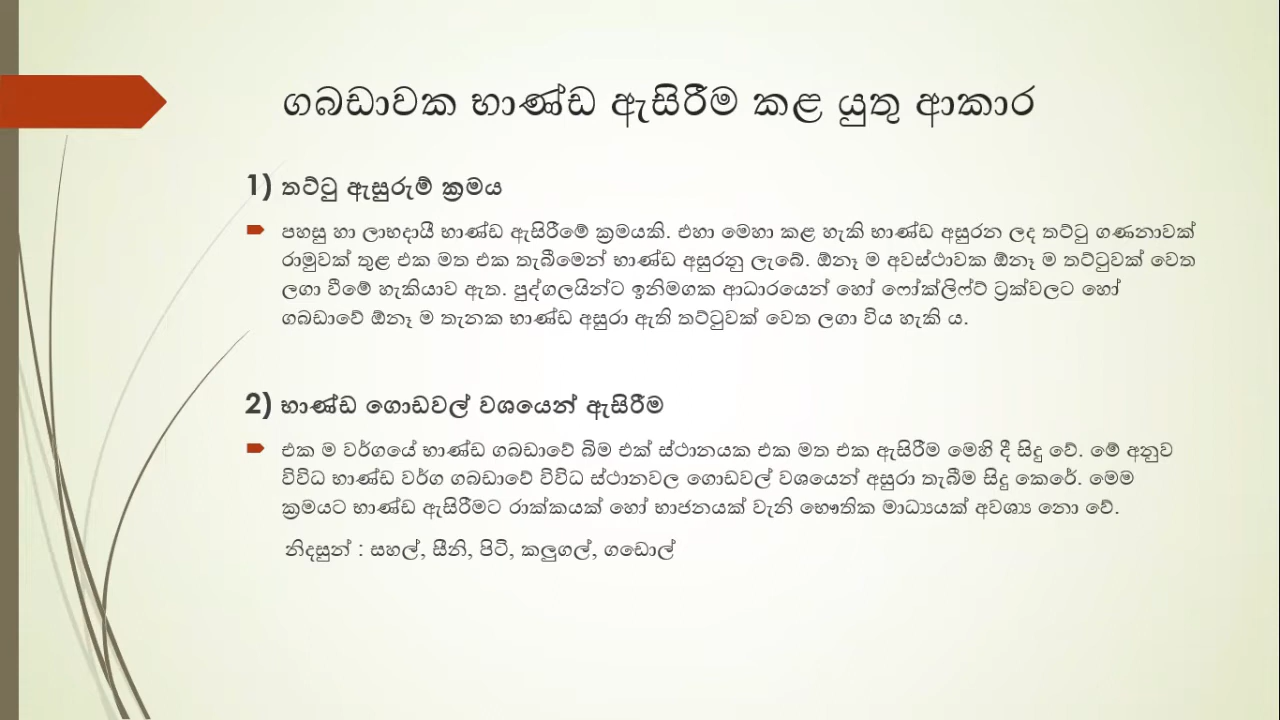 ගබඩාවක භාණ්ඩ ඇසිරීම කළ යුතු ආකාර
1) තට්ටු ඇසුරුම් ක්‍රමය
පහසු හා ලාභදායී භාණ්ඩ ඇසිරීමේ ක්‍රමයකි. එහා මෙහා කළ හැකි භාණ්ඩ අසුරන ලද තට්ටු ගණනාවක්
රාමුවක් තුළ එක මත එක තැබීමෙන් භාණ්ඩ අසුරනු ලැබේ. ඕනෑ ම අවස්ථාවක ඕනෑ ම තට්ටුවක් වෙත
ලගා වීමේ හැකියාව ඇත. පුද්ගලයින්ට ඉනිමගක ආධාරයෙන් හෝ ෆෝක්ලිෆ්ට් ට්‍රක්වලට හෝ
ගබඩාවේ ඕනෑ ම තැනක භාණ්ඩ අසුරා ඇති තට්ටුවක් වෙත ලගා විය හැකි ය.
2) භාණ්ඩ ගොඩවල් වශයෙන් ඇසිරීම
එක ම වර්ගයේ භාණ්ඩ ගබඩාවේ බිම එක් ස්ථානයක එක මත එක ඇසිරීම මෙහි දී සිදු වේ. මේ අනුව
විවිධ භාණ්ඩ වර්ග ගබඩාවේ විවිධ ස්ථානවල ගොඩවල් වශයෙන් අසුරා තැබීම සිදු කෙරේ. මෙම
ක්‍රමයට භාණ්ඩ ඇසිරීමට රාක්කයක් හෝ භාජනයක් වැනි භෞතික මාධ්‍යයක් අවශ්‍ය නො වේ.
නිදසුන් : සහල්, සීනි, පිටි, කලුගල්, ගඩොල්